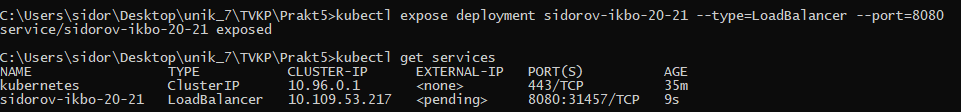 C:\Users\sidor\Desktop\unik_7\TVKP\Prakt5>kubectl expose deployment sidorov-ikbo-20-21 --type=LoadBalancer --port=8080
service/sidorov-ikbo-20-21 exposed
C:\Users\sidor\Desktop\unik_7\TVKP\Prakt5>kubectl get services
NAME TYPE CLUSTER-IP EXTERNAL-IP PORT(S) AGE
kubernetes ClusterIP 10.96.0.1 <none> 443/TCP 35m
sidorov-ikbo-20-21 LoadBalancer 10.109.53.217 <pending> 8080:31457/TCP 9s